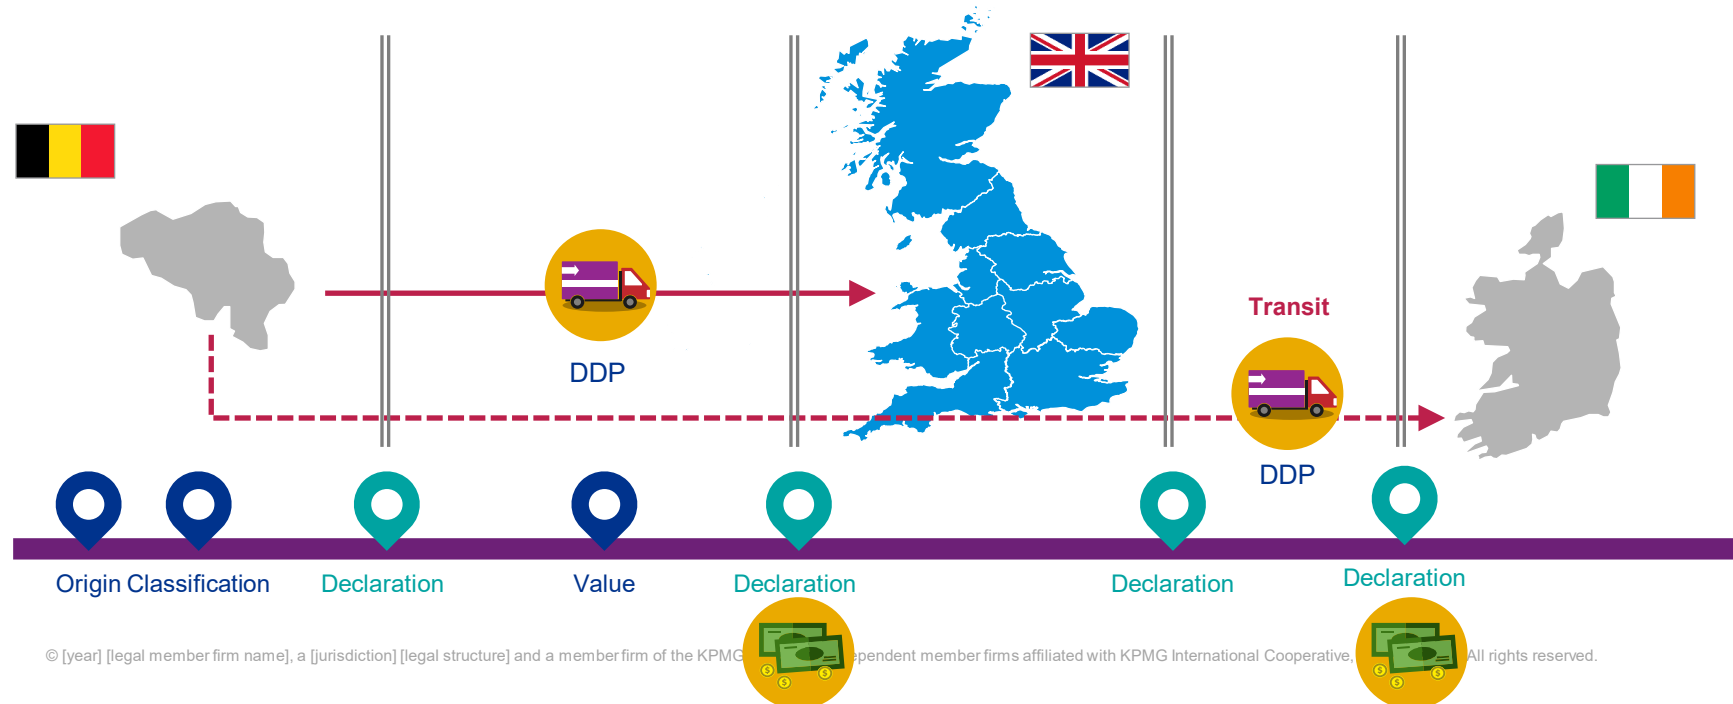 Transit
DDP
DDP
Origin Classification Declaration Value Declaration Declaration Declaration
© [year] [legal member firm name], a [jurisdiction] [legal structure] and a member firm of the KPMG ependent member firms affiliated with KPMG International Cooperative, All rights reserved.